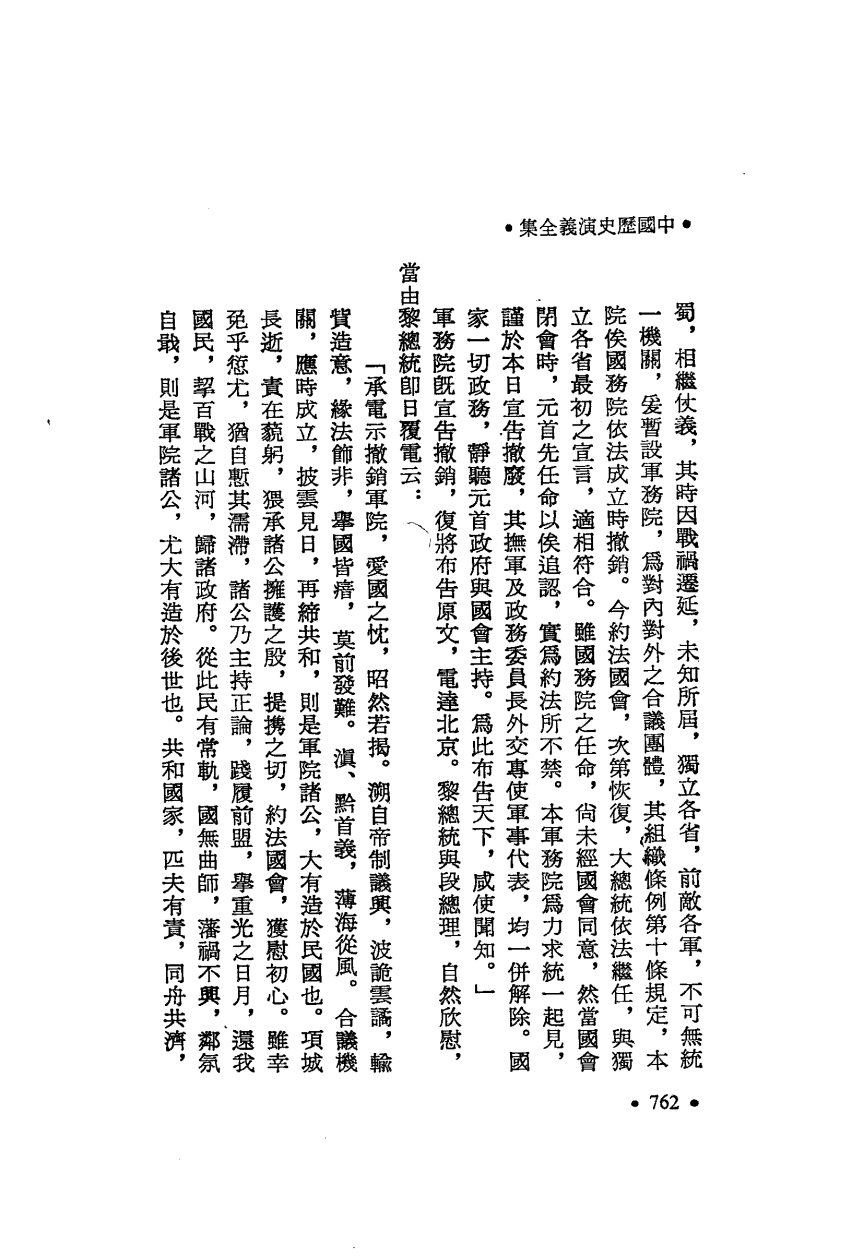 •中國歷史演義全集•
蜀，相繼仗義，其時因戰禍遷延，未知所屆，獨立各省，前敵各軍，不可無統
一機關，爰暫設軍務院，爲對內對外之合議團體，其組織條例第十條規定，本
院俟國務院依法成立時撤銷。今約法國會，次第恢復，大總統依法繼任，與獨
立各省最初之宣言，適相符合。雖國務院之任命，尙未經國會同意，然當國會
閉會時，元首先任命以俟追認，實爲約法所不禁。本軍務院爲力求統一起見，
謹於本日宣告撤廢，其撫軍及政務委員長外交專使軍事代表，均一併解除。國
家一切政務，靜聽元首政府與國會主持。爲此布告天下，咸使聞知。」
軍務院旣宣告撤銷，復將布告原文，電達北京。黎總統與段總理，自然欣慰，
當由黎總統卽日覆電云：
「承電示撤銷軍院，愛國之忱，昭然若揭。溯自帝制議興，波詭雲譎，輸
貲造意，緣法飾非，舉國皆瘖，莫前發難。滇、黔首義，薄海從風。合議機
關，應時成立，披雲見日，再締共和，則是軍院諸公，大有造於民國也。項城
長逝，責在藐躬，猥承諸公擁護之殷，提携之切，約法國會，獲慰初心。雖幸
免乎愆尤，猶自慙其濡滯，諸公乃主持正論，踐履前盟，舉重光之日月，還我
國民，挈百戰之山河，歸諸政府。從此民有常軌，國無曲師，藩禍不興，鄰氛
自戢，則是軍院諸公，尤大有造於後世也。共和國家，匹夫有責，同舟共濟，
•762•